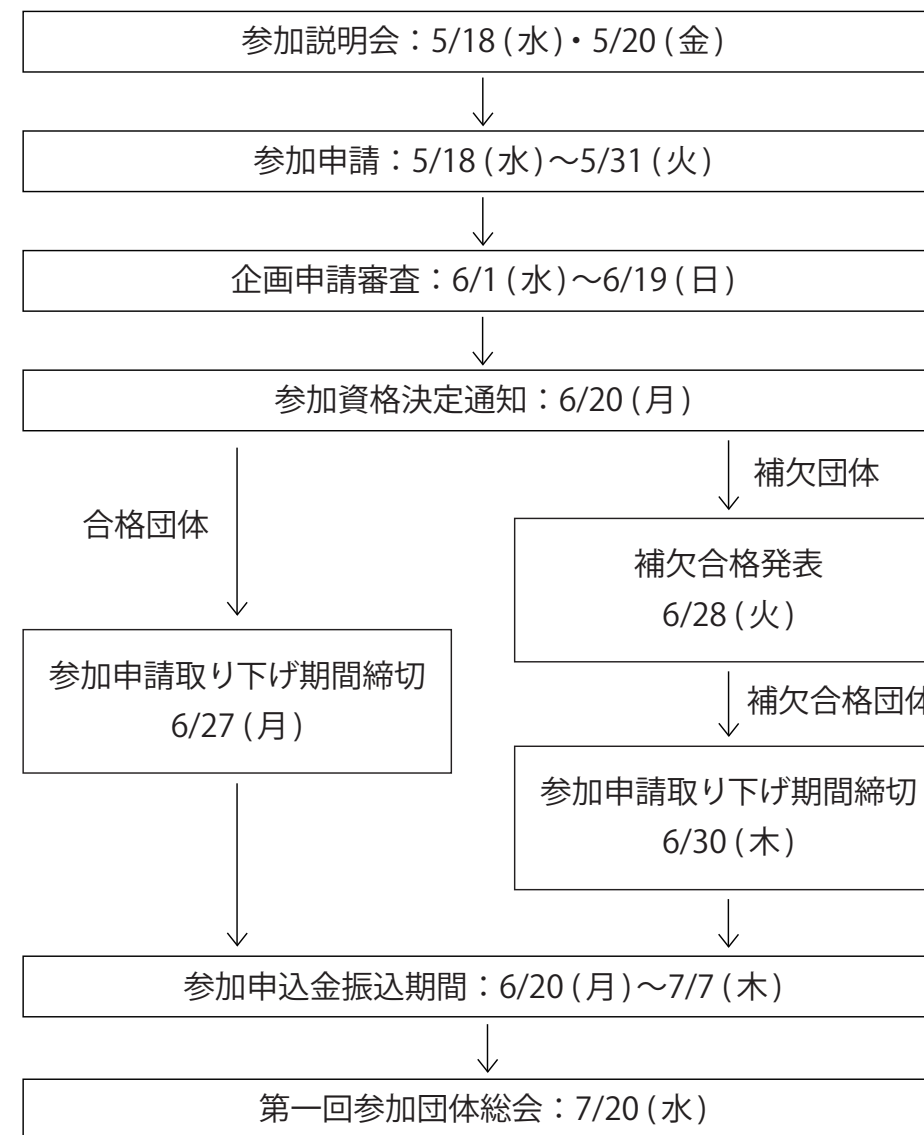 参加説明会：5/18 (水)・5/20 (金)
参加申請：5/18 (水)～5/31 (火)
企画申請審査：6/1 (水)～6/19 (日)
参加資格決定通知：6/20 (月)
補欠団体
合格団体
補欠合格発表
6/28 (火)
参加申請取り下げ期間締切
6/27 (月)
補欠合格団体
参加申請取り下げ期間締切
6/30 (木)
参加申込金振込期間：6/20 (月)～7/7 (木)
第一回参加団体総会：7/20 (水)